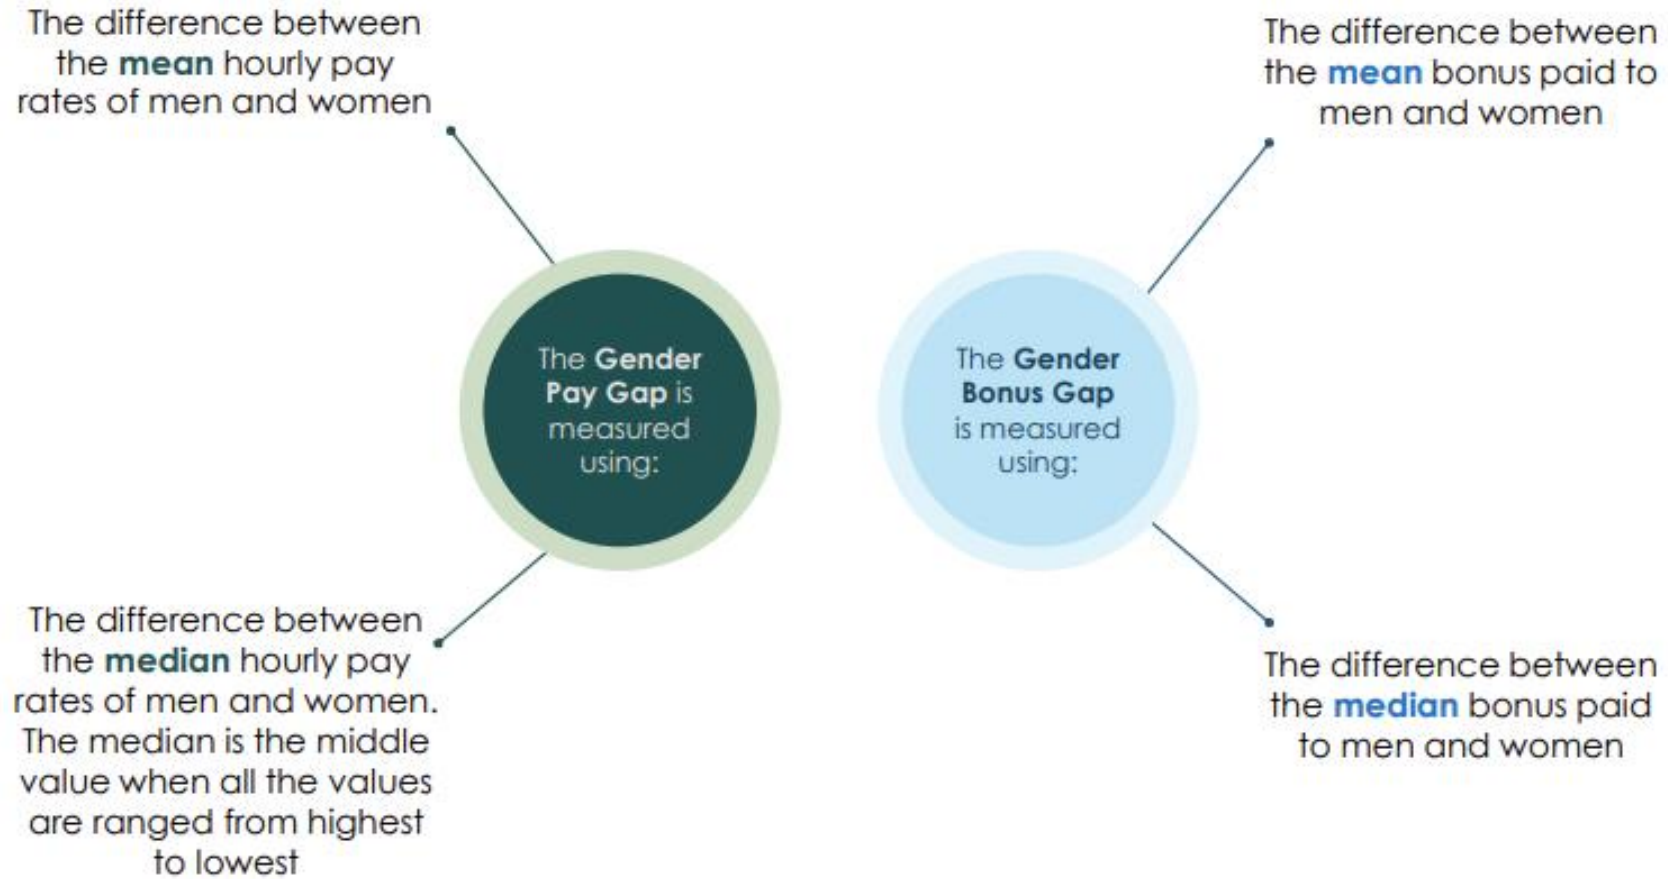 The difference between
the mean hourly pay
rates of men and women
The difference between
the mean bonus paid to
men and women
The Gender
Pay Gap is
measured
using:
The Gender
Bonus Gap
is measured
using:
The difference between
the median hourly pay
rates of men and women.
The median is the middle
value when all the values
are ranged from highest
to lowest
The difference between
the median bonus paid
to men and women